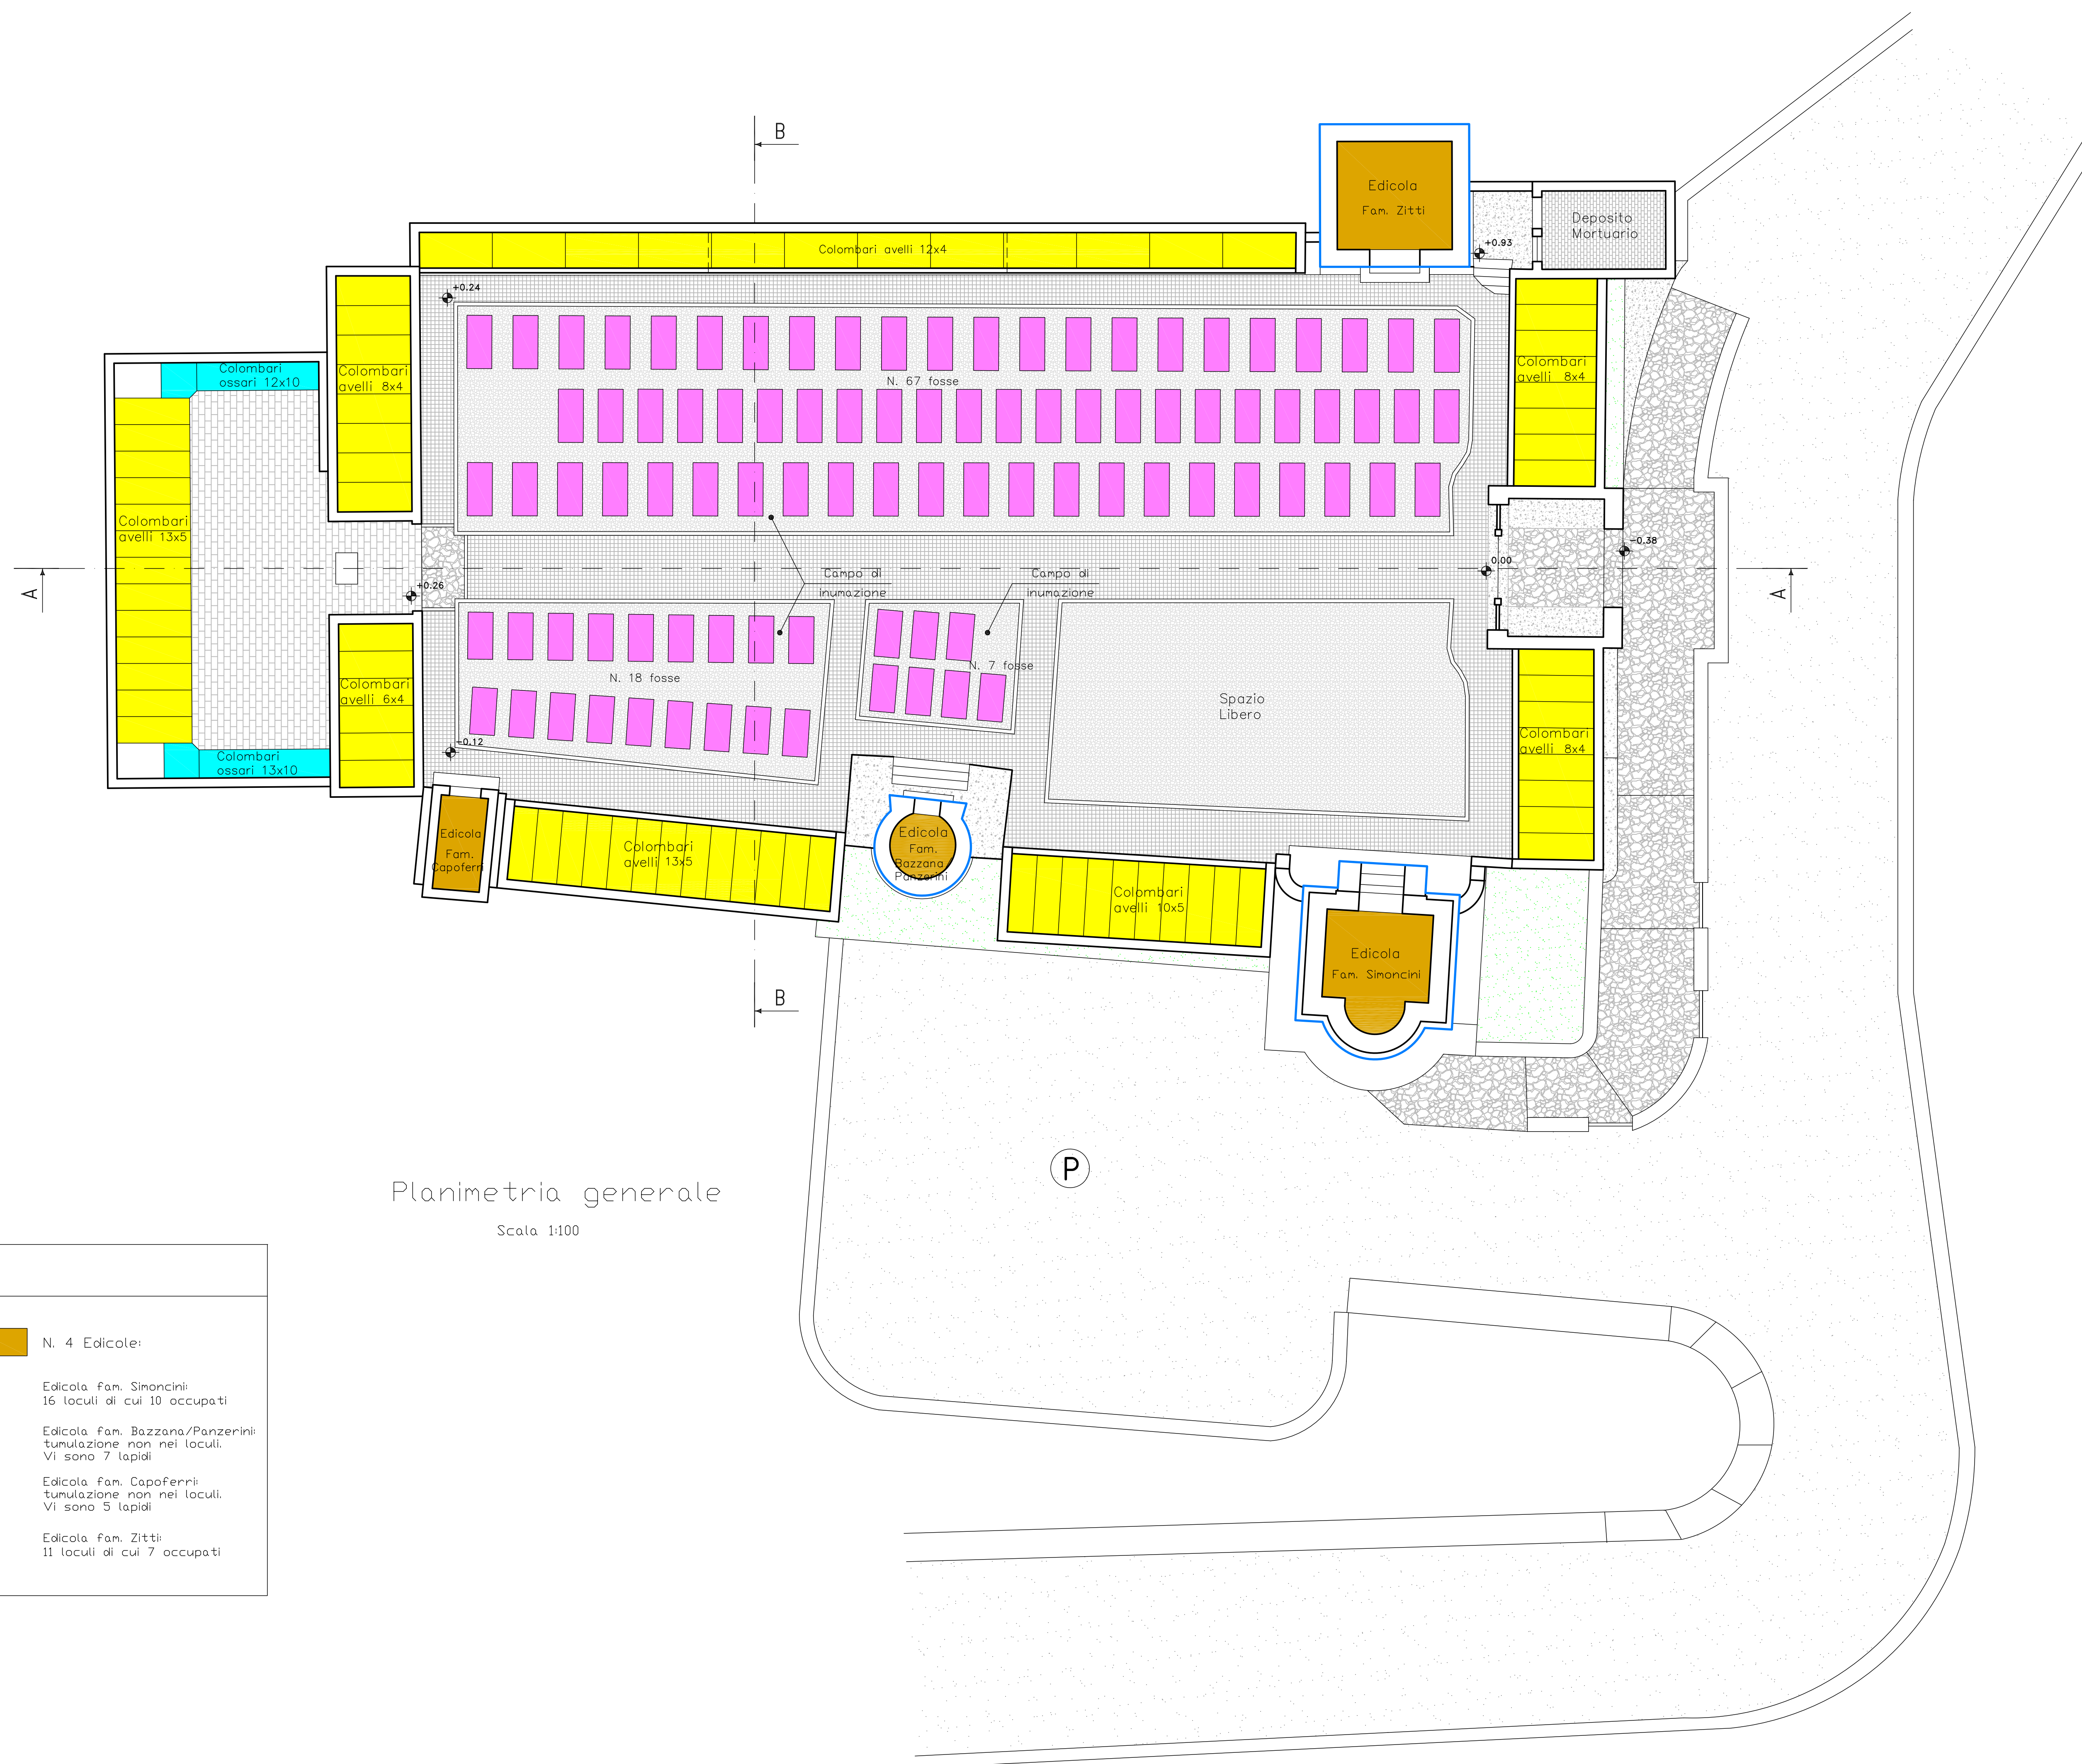 B
Edicola
Fam. Zitti
Deposito
Mortuario
+0.93
Colombari avelli 12x4
+0.24
Colombari
ossari 12x10
Colombari
avelli 8x4
Colombari
avelli 8x4
N. 67 fosse
Colombari
avelli 13x5
-0.38
0.00
A
A
+0.26
Campo di
inumazione
Campo di
inumazione
N. 7 fosse
N. 18 fosse
Colombari
avelli 6x4
Spazio
Libero
-0.12
Colombari
avelli 8x4
Colombari
ossari 13x10
Edicola
Fam.
Capoferri
Colombari
avelli 13x5
Edicola
Fam.
Bazzana
Panzerini
Colombari
avelli 10x5
Edicola
Fam. Simoncini
B
P
Planimetria generale
Scala 1:100
N. 4 Edicole:
Edicola fam. Simoncini:
16 loculi di cui 10 occupati
Edicola fam. Bazzana/Panzerini:
tumulazione non nei loculi.
Vi sono 7 lapidi
Edicola fam. Capoferri:
tumulazione non nei loculi.
Vi sono 5 lapidi
Edicola fam. Zitti:
11 loculi di cui 7 occupati